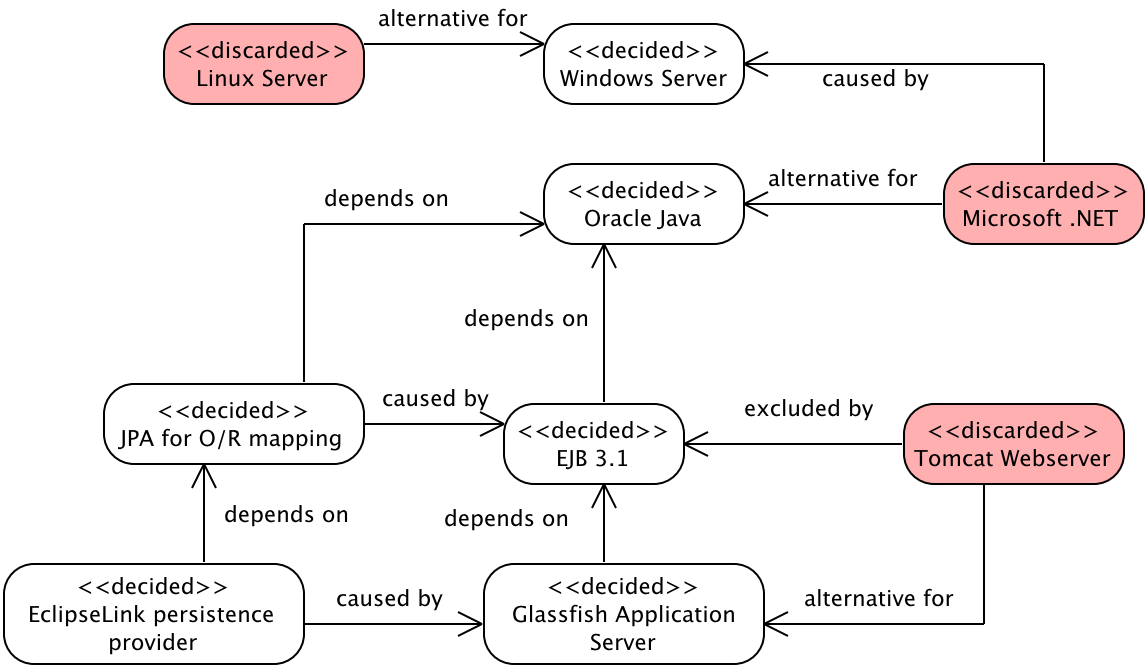 alternative for
<<discarded>>
Linux Server
<<decided>>
Windows Server
caused by
depends on
<<decided>>
Oracle Java
alternative for
<<discarded>>
Microsoft .NET
depends on
<<decided>>
JPA for O/R mapping
caused by
<<decided>>
EJB 3.1
excluded by
<<discarded>>
Tomcat Webserver
depends on
depends on
<<decided>>
EclipseLink persistence
provider
caused by
<<decided>>
Glassfish Application
Server
alternative for